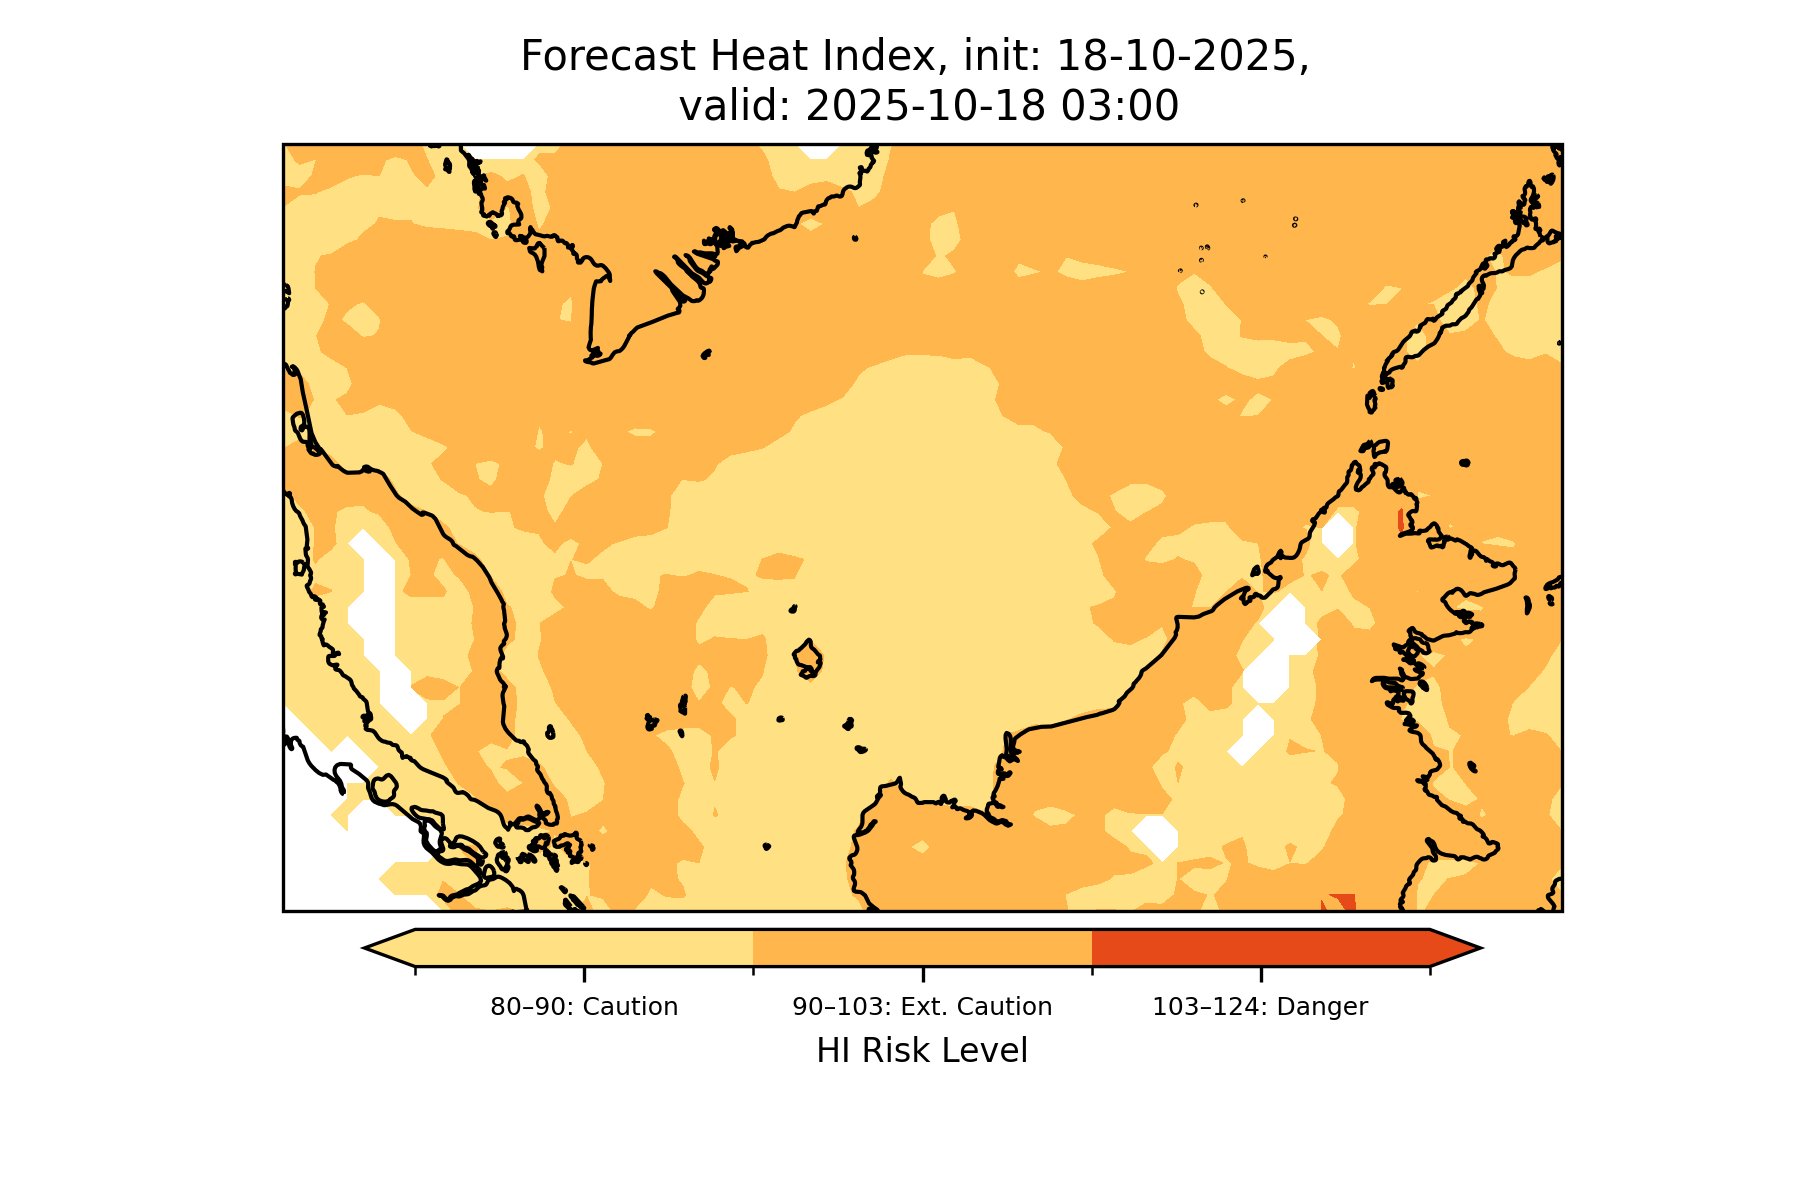 Forecast Heat Index, init: 18-10-2025,
valid: 2025-10-18 03:00
80–90: Caution
90–103: Ext. Caution
103–124: Danger
HI Risk Level